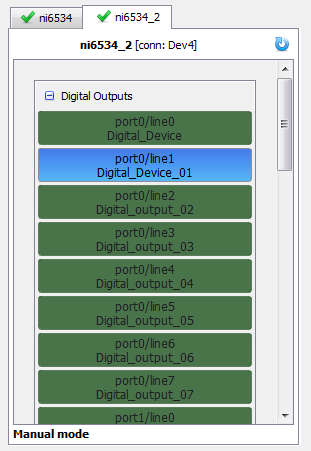 ni6534
ni6534_2
ni6534_2 [conn: Dev4]
Digital Outputs
port0/line0
Digital_Device
port0/line1
Digital_Device_01
port0/line2
Digital_output_02
port0/line3
Digital_output_03
port0/line4
Digital_output_04
port0/line5
Digital_output_05
port0/line6
Digital_output_06
port0/line7
Digital_output_07
port1/line0
Manual mode